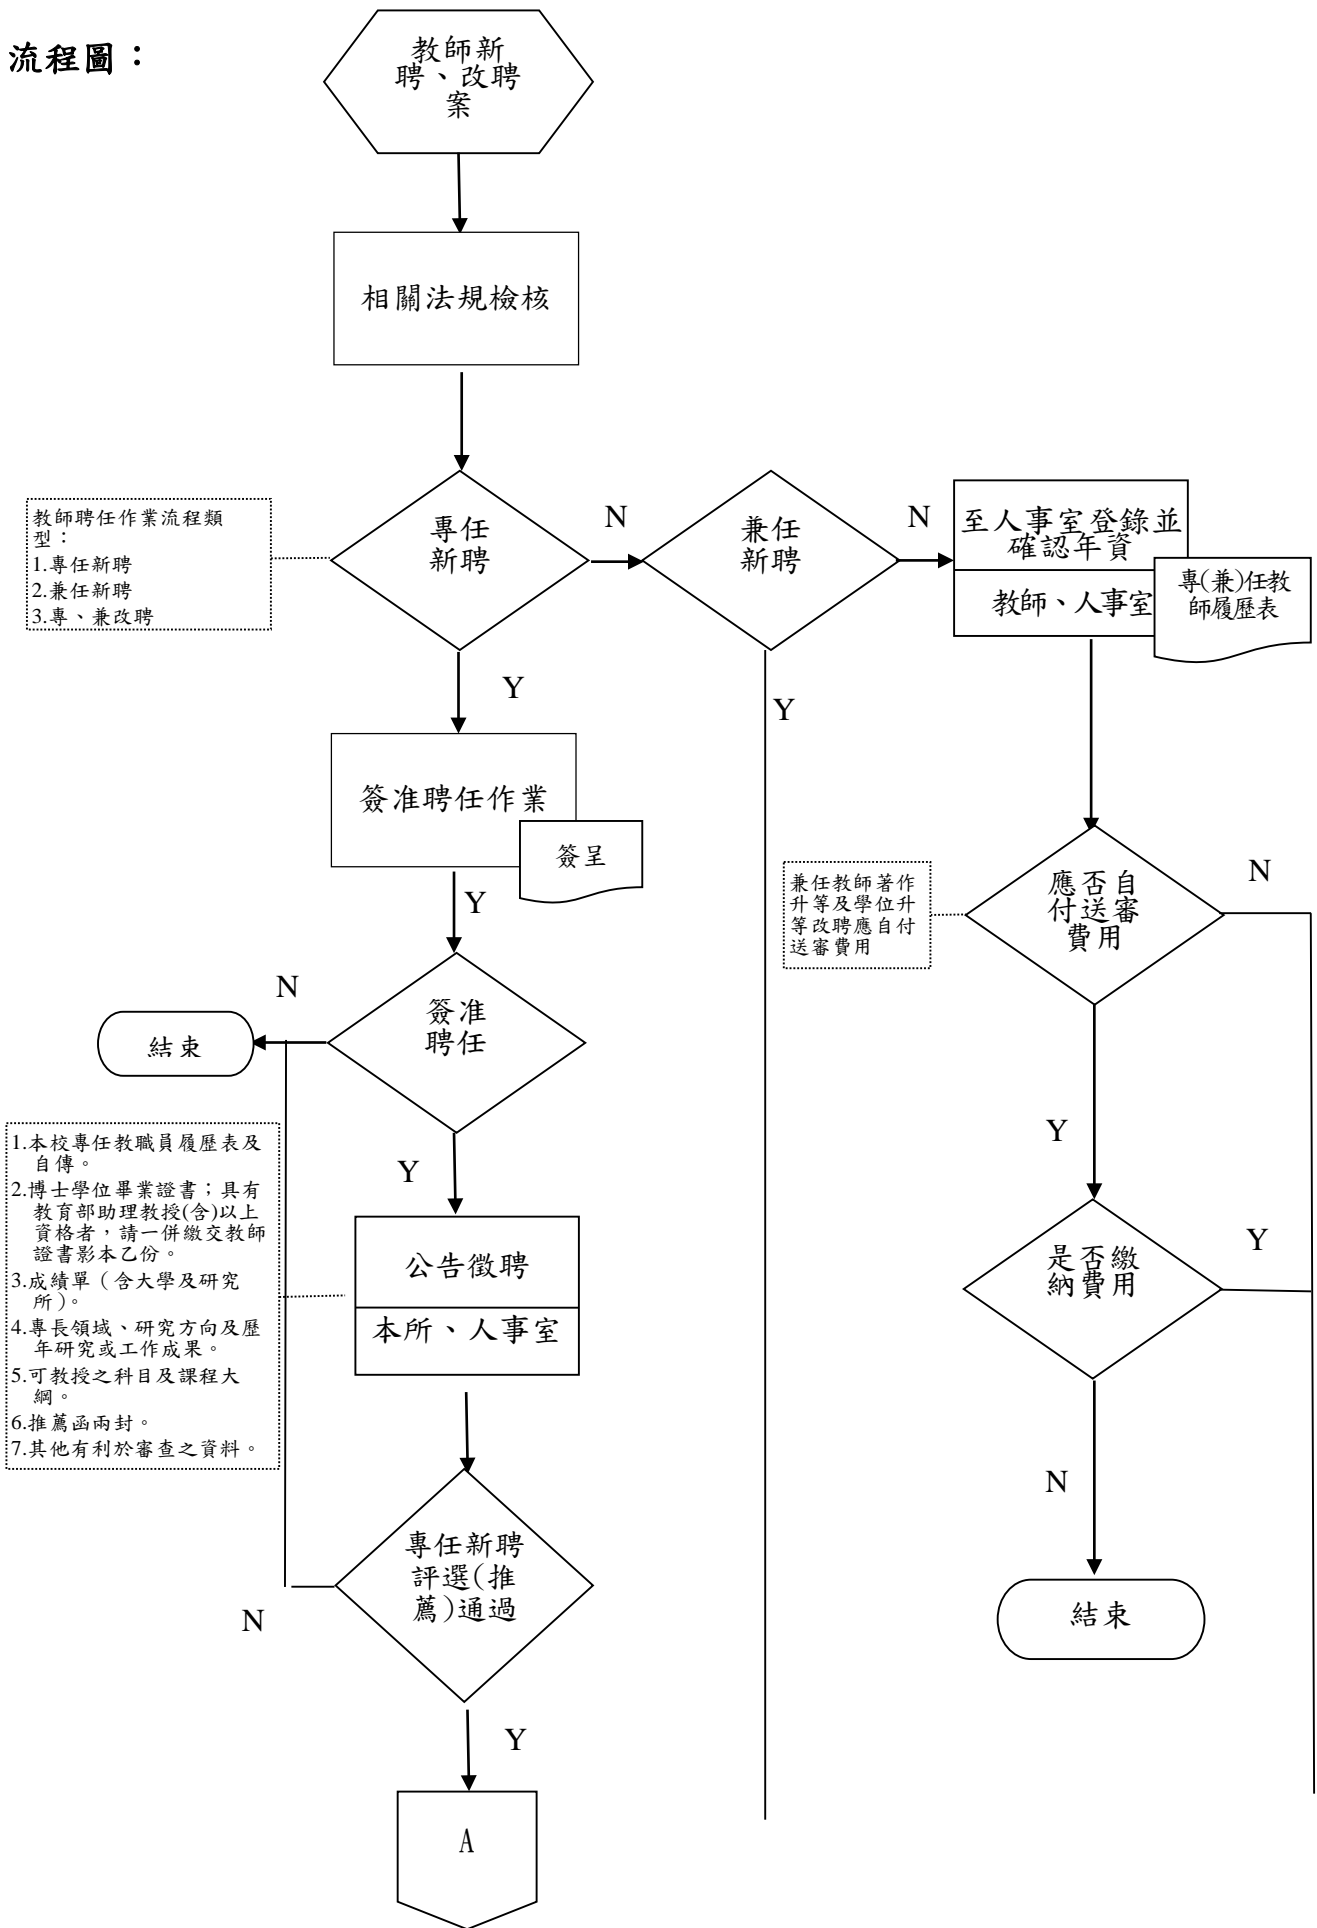 流程圖：
教師新
聘、改聘
案
相關法規檢核
教師聘任作業流程類
型：
1.專任新聘
2.兼任新聘
3.專、兼改聘
專任
新聘
N
兼任
新聘
N
至人事室登錄並
確認年資
教師、人事室
專(兼)任教
師履歷表
Y
Y
簽准聘任作業
簽呈
Y
兼任教師著作
升等及學位升
等改聘應自付
送審費用
應否自
付送審
費用
N
N
簽准
聘任
結束
Y
Y
1.本校專任教職員履歷表及
自傳。
2.博士學位畢業證書；具有
教育部助理教授(含)以上
資格者，請一併繳交教師
證書影本乙份。
3.成績單（含大學及研究
所）。
4.專長領域、研究方向及歷
年研究或工作成果。
5.可教授之科目及課程大
綱。
6.推薦函兩封。
7.其他有利於審查之資料。
公告徵聘
本所、人事室
是否繳
納費用
Y
N
專任新聘
評選(推
薦)通過
N
結束
Y
A